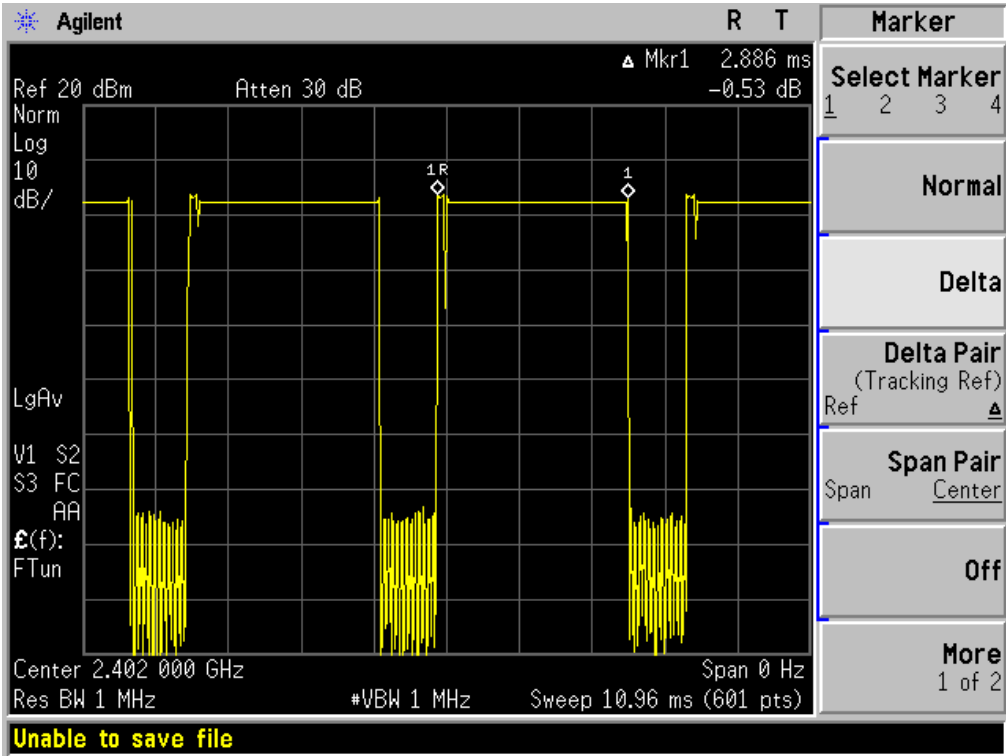 Agilent R T
Δ Mkr1 2.886 ms
Ref 20 dBm Atten 30 dB -0.53 dB
Norm
Log
10
dB/
1R
1
LgAv
V1 S2
S3 FC
AA
£(f):
FTun
Center 2.402 000 GHz Span 0 Hz
Res BW 1 MHz #VBW 1 MHz Sweep 10.96 ms (601 pts)
Unable to save file
Marker
Select Marker
1 2 3 4
Normal
Delta
Delta Pair
(Tracking Ref)
Ref Δ
Span Pair
Span Center
Off
More
1 of 2